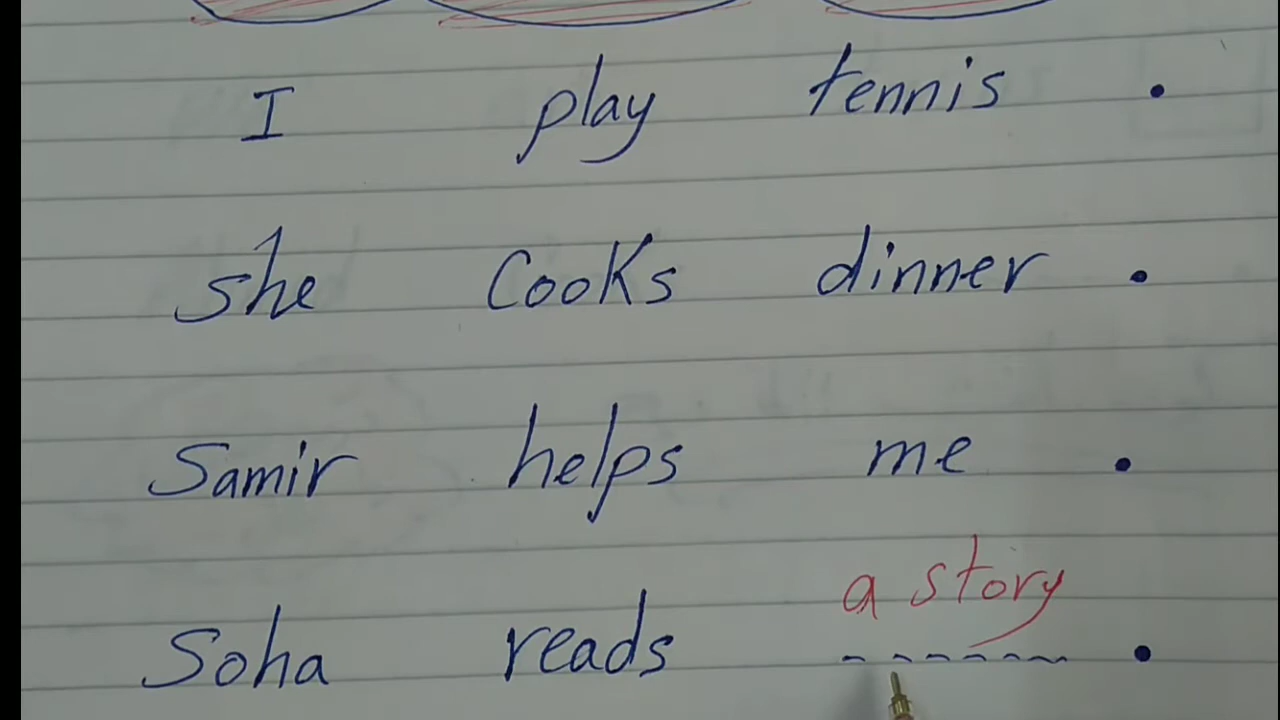 I play tennis .
she Cooks dinner .
Samir helps me .
a story
Soha reads ------- .